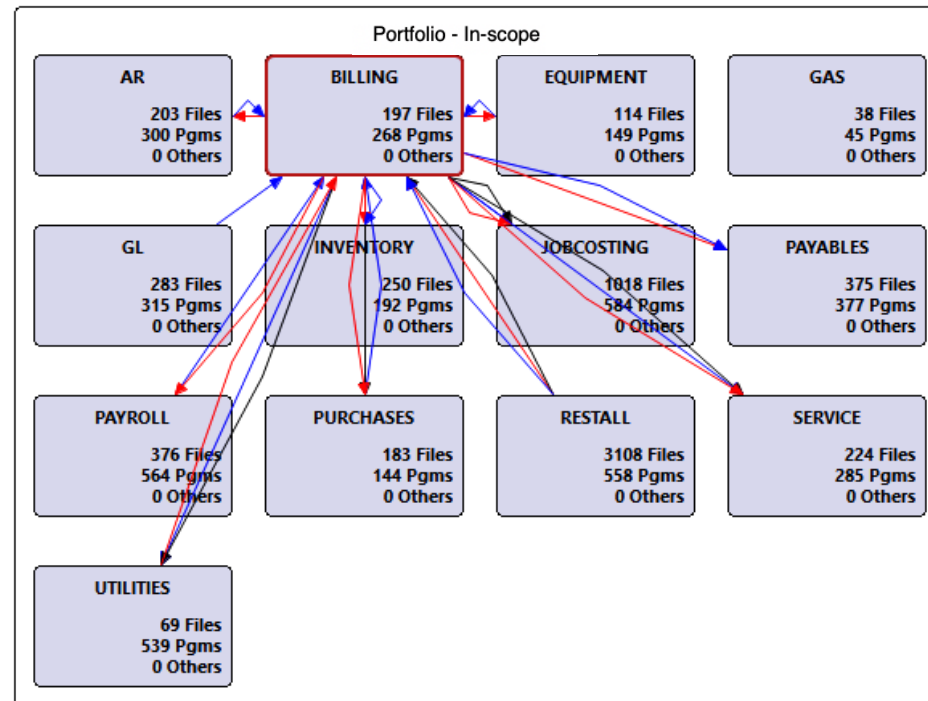 Portfolio - In-scope
AR
203 Files
300 Pgms
0 Others
BILLING
197 Files
268 Pgms
0 Others
EQUIPMENT
114 Files
149 Pgms
0 Others
GAS
38 Files
45 Pgms
0 Others
GL
283 Files
315 Pgms
0 Others
INVENTORY
250 Files
192 Pgms
0 Others
JOBCOSTING
1018 Files
584 Pgms
0 Others
PAYABLES
375 Files
377 Pgms
0 Others
PAYROLL
376 Files
564 Pgms
0 Others
PURCHASES
183 Files
144 Pgms
0 Others
RESTALL
3108 Files
558 Pgms
0 Others
SERVICE
224 Files
285 Pgms
0 Others
UTILITIES
69 Files
539 Pgms
0 Others